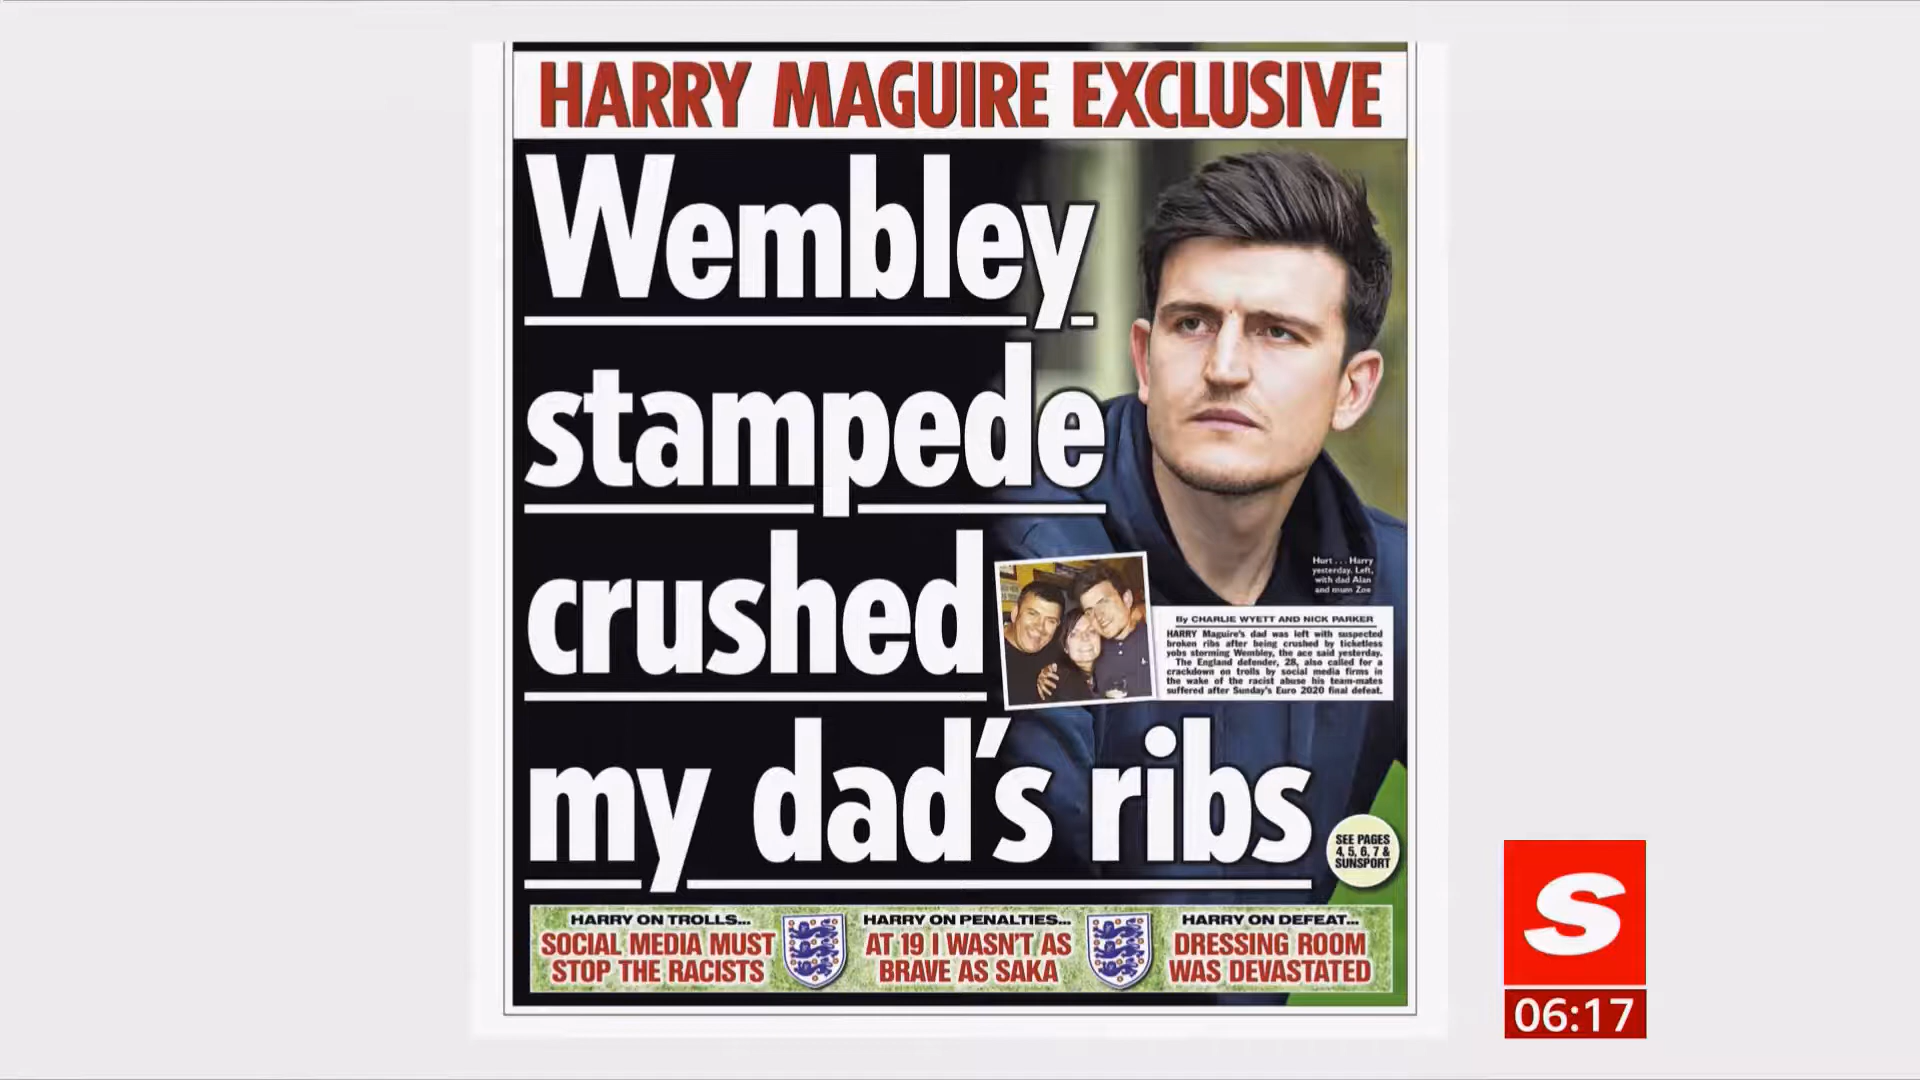 HARRY MAGUIRE EXCLUSIVE
Wembley
stampede
crushed
my dad's ribs
Hurt . . . Harry
yesterday. Left,
with dad Alan
and mum Zoe
By CHARLIE WYETT AND NICK PARKER
HARRY Maguire's dad was left with suspected
broken ribs after being crushed by ticketless
yobs storming Wembley, the ace said yesterday.
The England defender, 28, also called for a
crackdown on trolls by social media firms in
the wake of the racist abuse his team-mates
suffered after Sunday's Euro 2020 final defeat.
SEE PAGES
4, 5, 6, 7 &
SUNSPORT
HARRY ON TROLLS...
SOCIAL MEDIA MUST
STOP THE RACISTS
HARRY ON PENALTIES...
AT 19 I WASN'T AS
BRAVE AS SAKA
HARRY ON DEFEAT...
DRESSING ROOM
WAS DEVASTATED
S
06:17